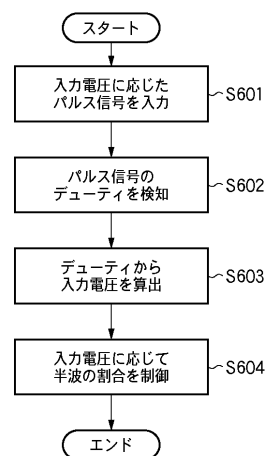 スタート
入力電圧に応じた
パルス信号を入力
S601
パルス信号の
デューティを検知
S602
デューティから
入力電圧を算出
S603
入力電圧に応じて
半波の割合を制御
S604
エンド